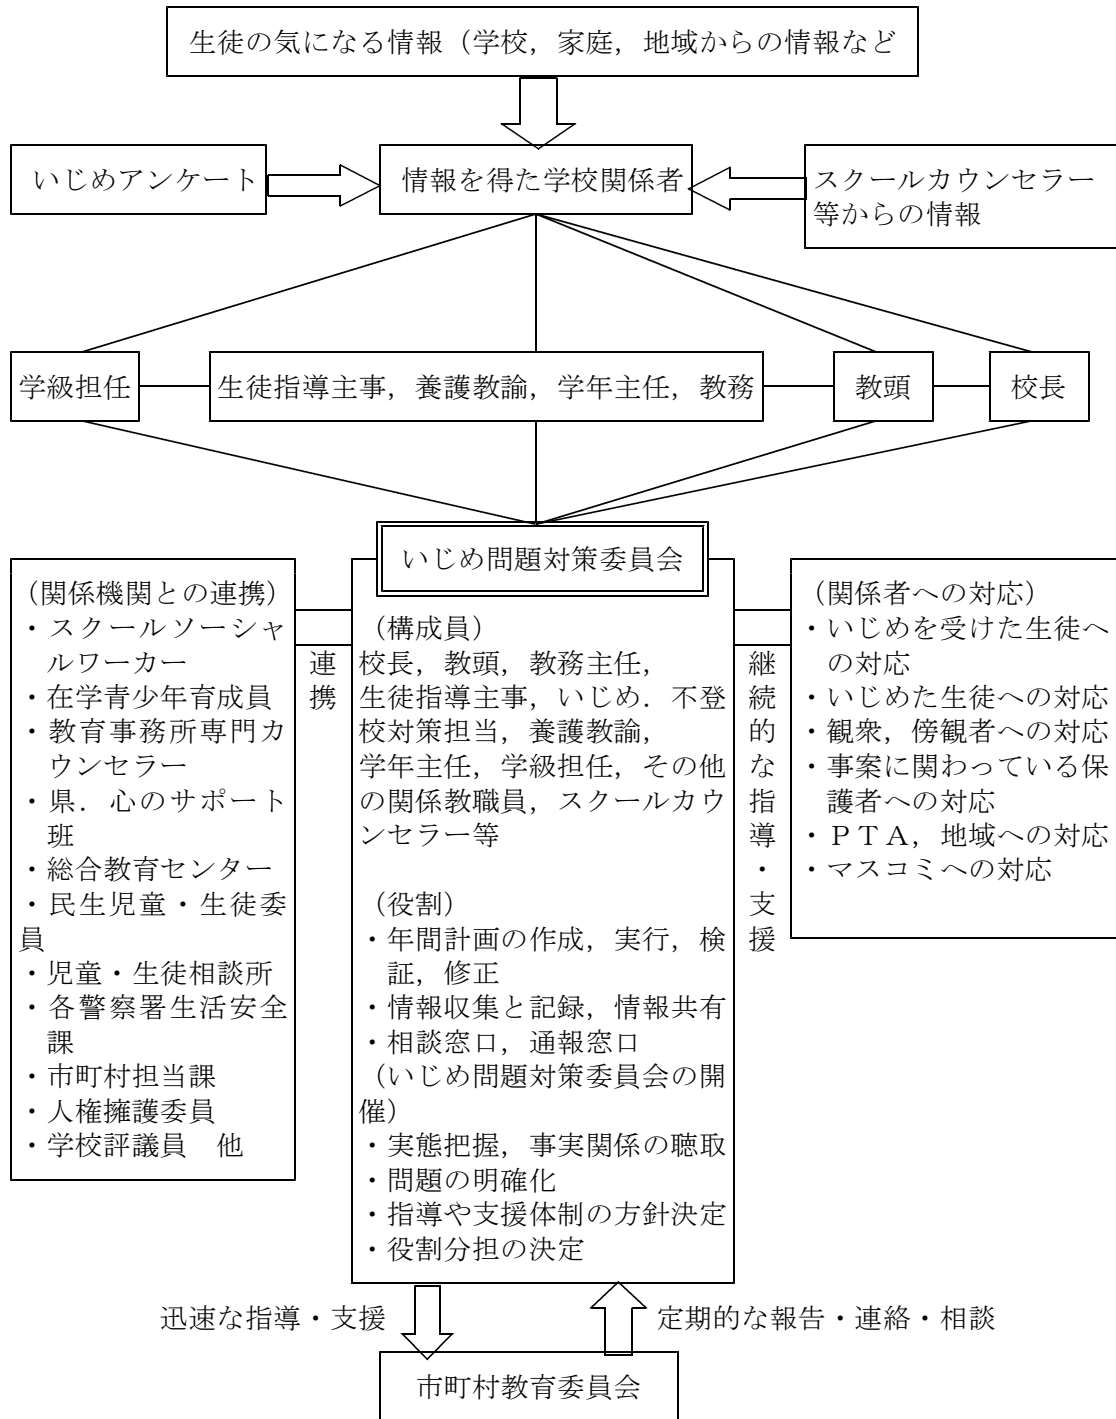 生徒の気になる情報（学校，家庭，地域からの情報など
いじめアンケート
情報を得た学校関係者
スクールカウンセラー
等からの情報
学級担任
生徒指導主事，養護教諭，学年主任，教務
教頭
校長
いじめ問題対策委員会
（関係機関との連携）
・スクールソーシャ
ルワーカー
・在学青少年育成員
・教育事務所専門カ
ウンセラー
・県．心のサポート
班
・総合教育センター
・民生児童・生徒委
員
・児童・生徒相談所
・各警察署生活安全
課
・市町村担当課
・人権擁護委員
・学校評議員　他
連携
（構成員）
校長，教頭，教務主任，
生徒指導主事，いじめ．不登
校対策担当，養護教諭，
学年主任，学級担任，その他
の関係教職員，スクールカウ
ンセラー等
（役割）
・年間計画の作成，実行，検
証，修正
・情報収集と記録，情報共有
・相談窓口，通報窓口
（いじめ問題対策委員会の開
催）
・実態把握，事実関係の聴取
・問題の明確化
・指導や支援体制の方針決定
・役割分担の決定
継続的な指導・支援
（関係者への対応）
・いじめを受けた生徒へ
の対応
・いじめた生徒への対応
・観衆，傍観者への対応
・事案に関わっている保
護者への対応
・ＰＴＡ，地域への対応
・マスコミへの対応
迅速な指導・支援
定期的な報告・連絡・相談
市町村教育委員会